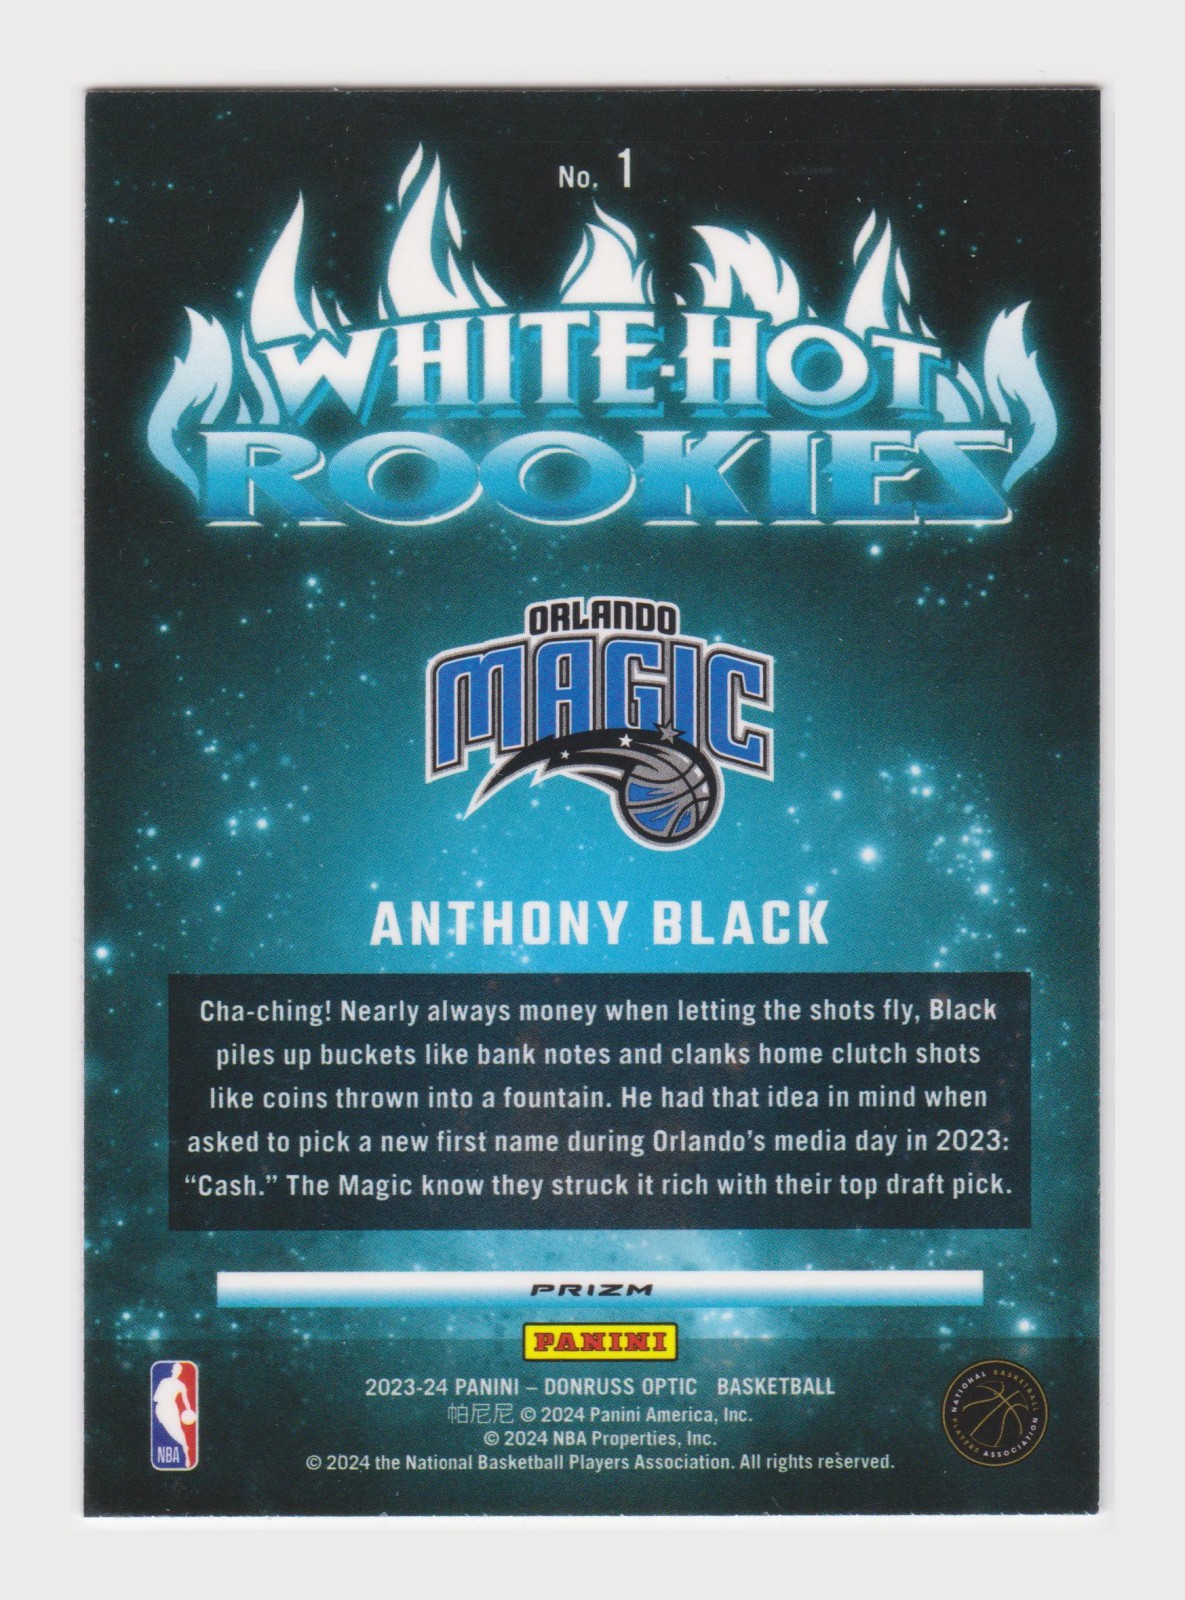 No. 1
WHITE-HOT
ROOKIES
ORLANDO
MAGIC
ANTHONY BLACK
Cha-ching! Nearly always money when letting the shots fly, Black
piles up buckets like bank notes and clanks home clutch shots
like coins thrown into a fountain. He had that idea in mind when
asked to pick a new first name during Orlando's media day in 2023:
“Cash.” The Magic know they struck it rich with their top draft pick.
PRIZM
PANINI
2023-24 PANINI – DONRUSS OPTIC BASKETBALL
帕尼尼 © 2024 Panini America, Inc.
© 2024 NBA Properties, Inc.
© 2024 the National Basketball Players Association. All rights reserved.
NBA
NATIONAL BASKETBALL PLAYERS ASSOCIATION